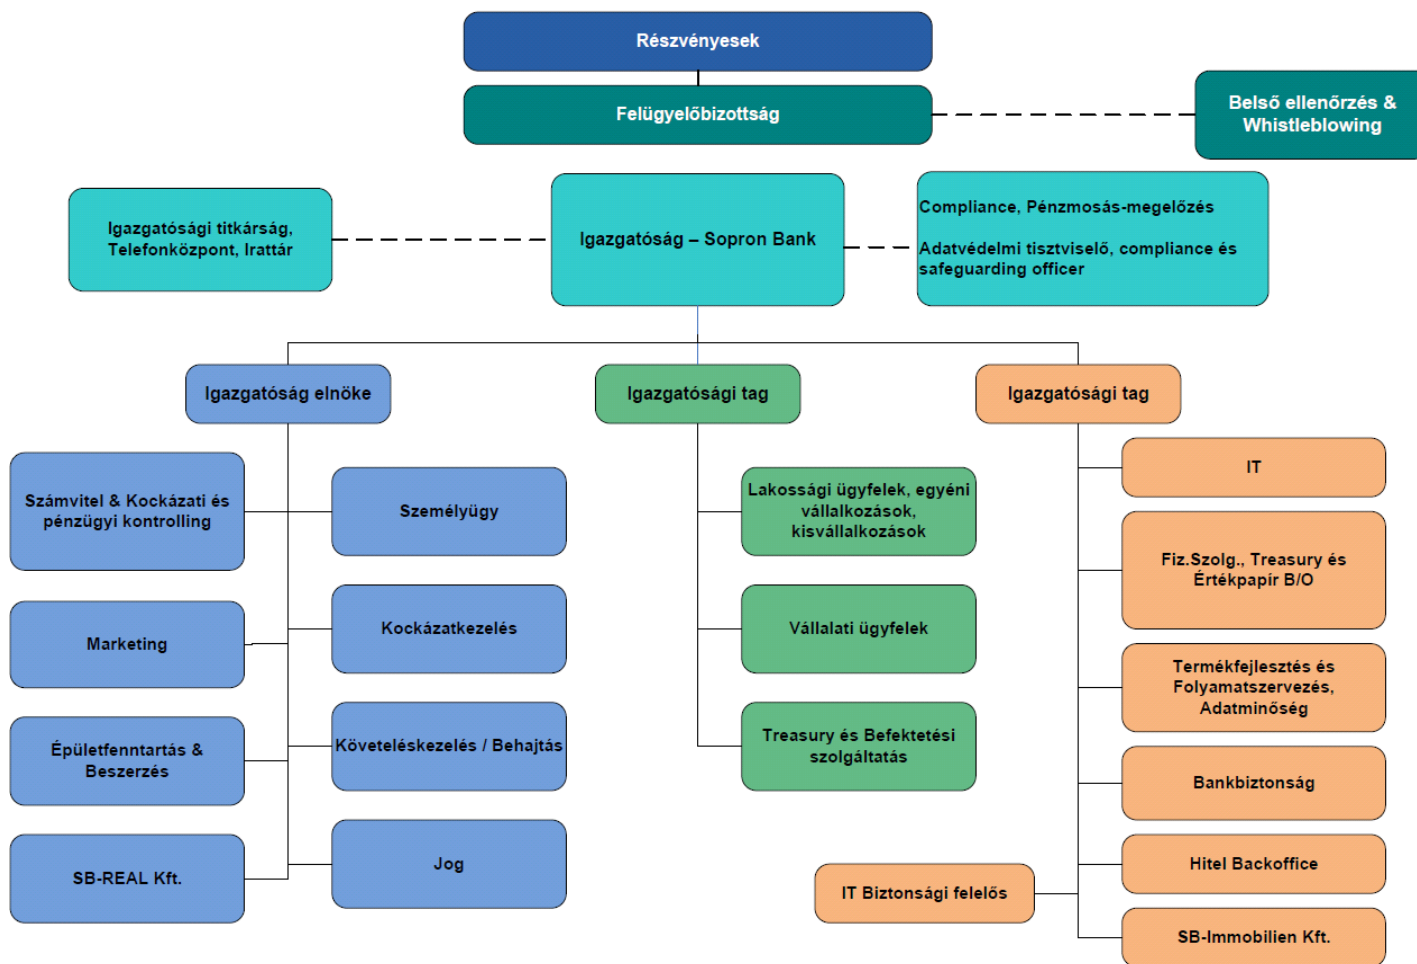 Részvényesek
Felügyelőbizottság
Belső ellenőrzés &
Whistleblowing
Igazgatósági titkárság,
Telefonközpont, Irattár
Igazgatóság – Sopron Bank
Compliance, Pénzmosás-megelőzés
Adatvédelmi tisztviselő, compliance és
safeguarding officer
Igazgatóság elnöke
Igazgatósági tag
Igazgatósági tag
Számvitel & Kockázati és
pénzügyi kontrolling
Személyügy
Marketing
Kockázatkezelés
Épületfenntartás &
Beszerzés
Követeléskezelés / Behajtás
SB-REAL Kft.
Jog
Lakossági ügyfelek, egyéni
vállalkozások,
kisvállalkozások
Vállalati ügyfelek
Treasury és Befektetési
szolgáltatás
IT
Fiz.Szolg., Treasury és
Értékpapír B/O
Termékfejlesztés és
Folyamatszervezés,
Adatminőség
Bankbiztonság
Hitel Backoffice
IT Biztonsági felelős
SB-Immobilien Kft.